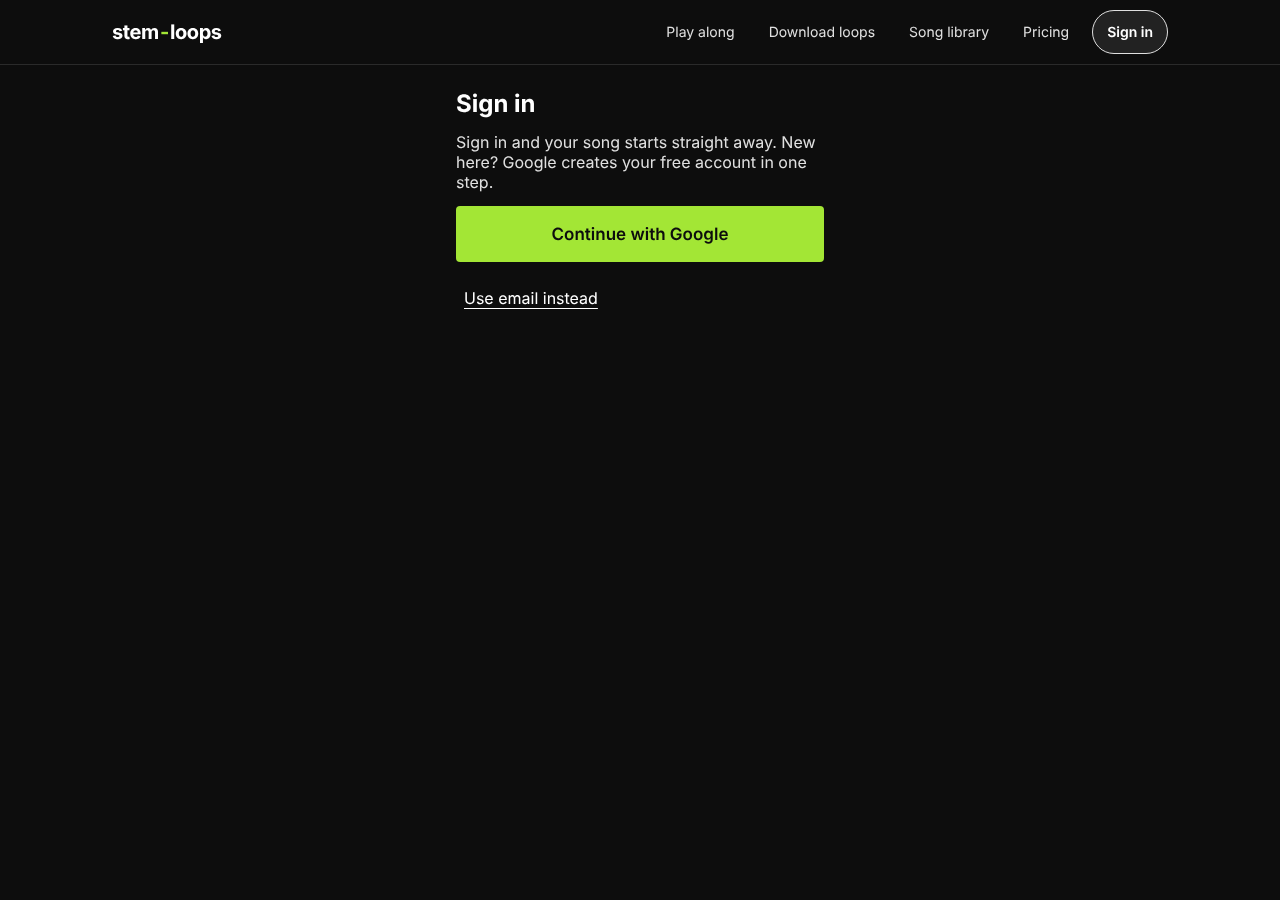 stem-loops
Play along
Download loops
Song library
Pricing
Sign in
Sign in
Sign in and your song starts straight away. New
here? Google creates your free account in one
step.
Continue with Google
Use email instead